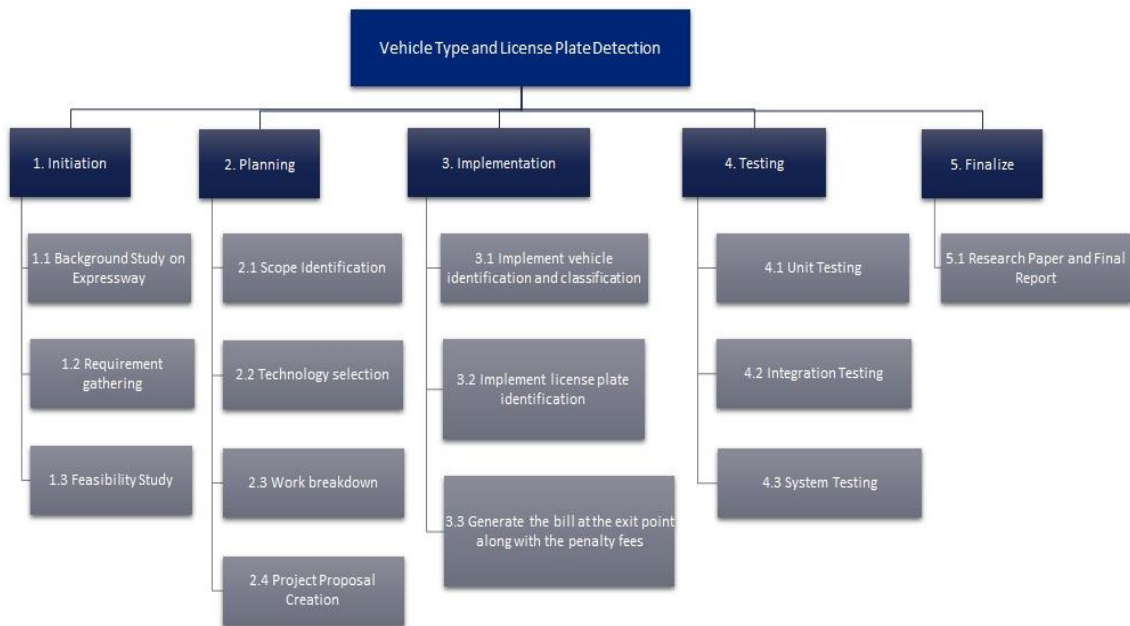 Vehicle Type and License Plate Detection
1. Initiation
2. Planning
3. Implementation
4. Testing
5. Finalize
1.1 Background Study on
Expressway
1.2 Requirement
gathering
1.3 Feasibility Study
2.1 Scope Identification
2.2 Technology selection
2.3 Work breakdown
2.4 Project Proposal
Creation
3.1 Implement vehicle
identification and classification
3.2 Implement license plate
identification
3.3 Generate the bill at the exit point
along with the penalty fees
4.1 Unit Testing
4.2 Integration Testing
4.3 System Testing
5.1 Research Paper and Final
Report